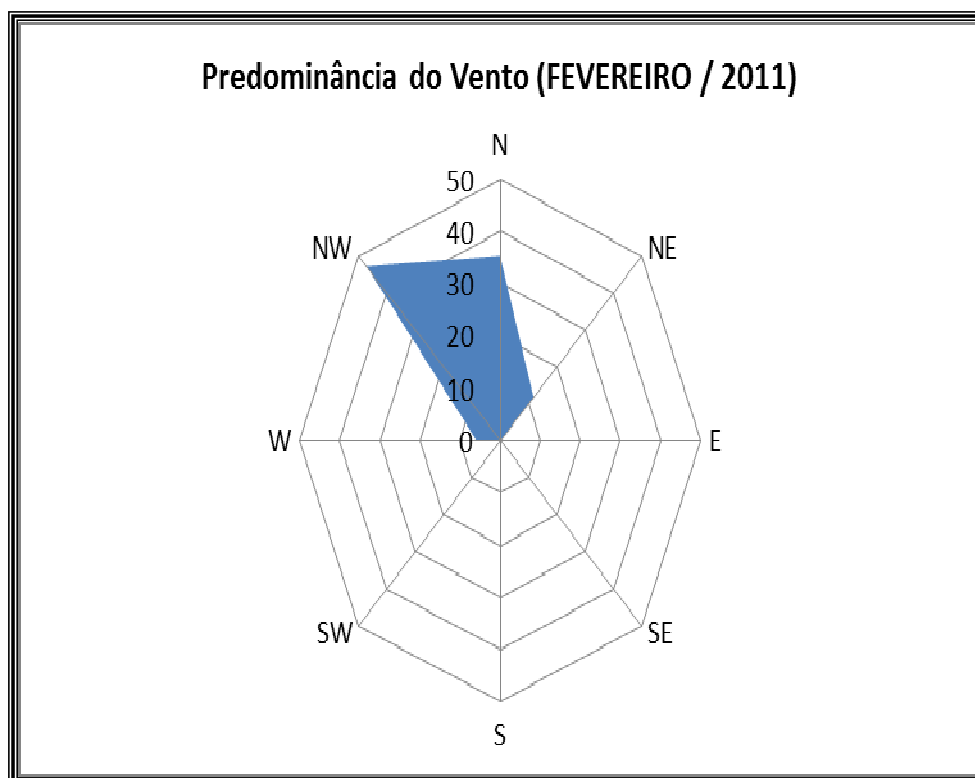 Predominância do Vento (FEVEREIRO / 2011)
N
50
40
NW
NE
30
20
10
W
0
E
SW
SE
S